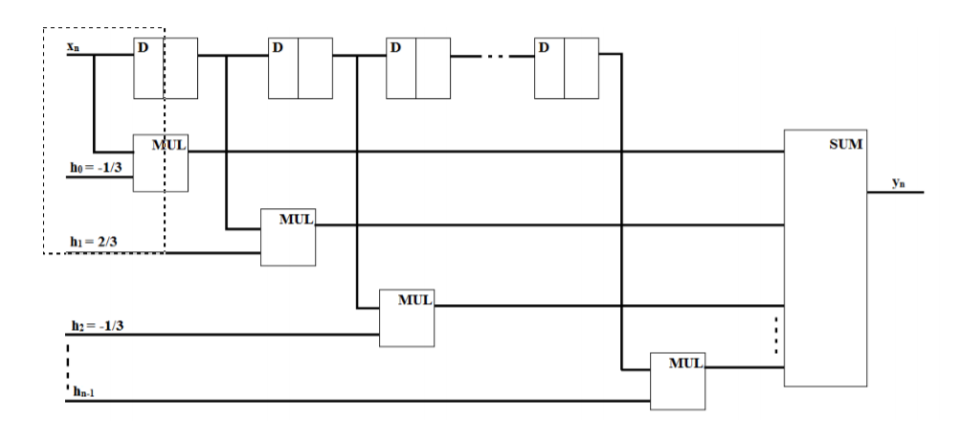 xn D D D D
MUL SUM
h0 = -1/3
yn
MUL
h1 = 2/3
MUL
h2 = -1/3
MUL
hn-1